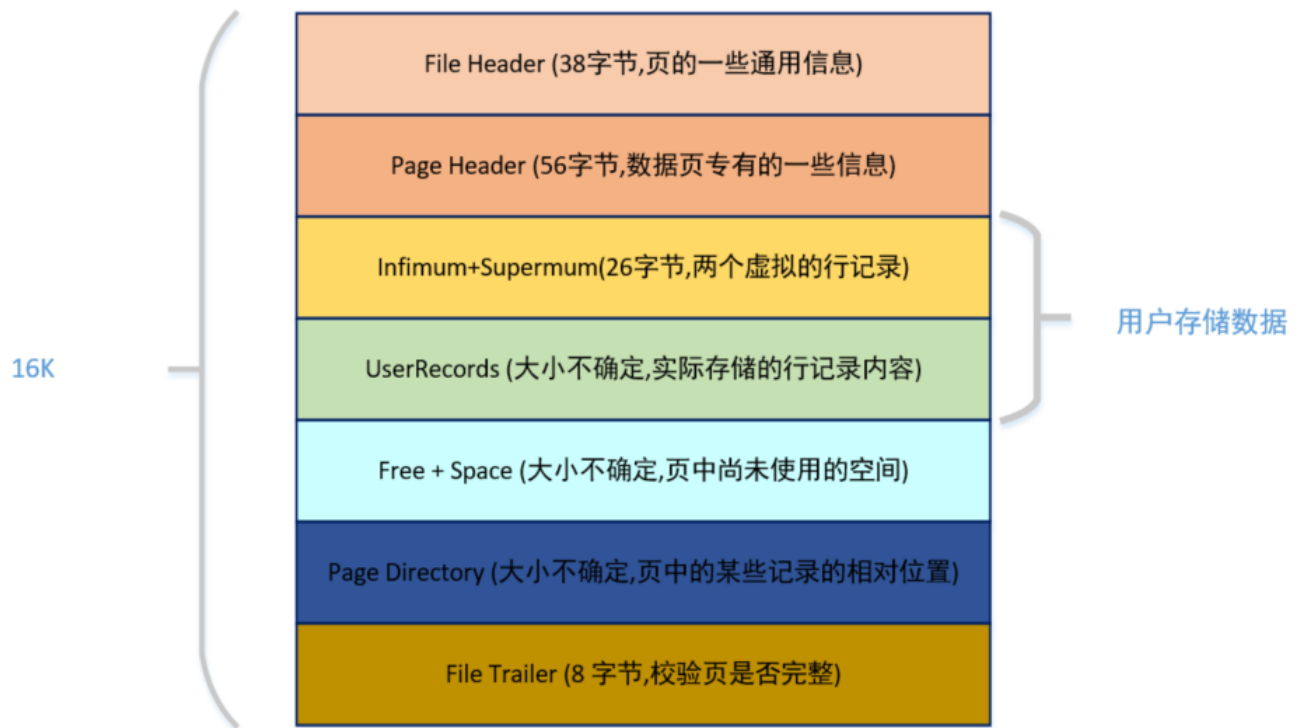 File Header (38字节,页的一些通用信息)
Page Header (56字节,数据页专有的一些信息)
Infimum+Supermum(26字节,两个虚拟的行记录)
用户存储数据
16K
UserRecords (大小不确定,实际存储的行记录内容)
Free + Space (大小不确定,页中尚未使用的空间)
Page Directory (大小不确定,页中的某些记录的相对位置)
File Trailer (8 字节,校验页是否完整)